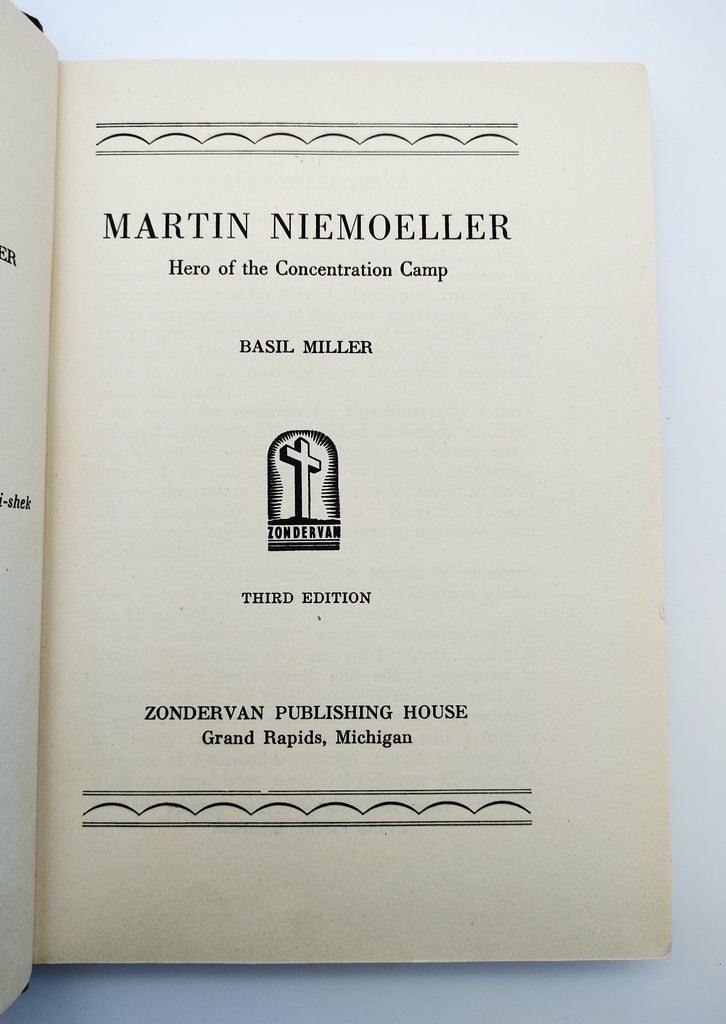 ER
i-shek
MARTIN NIEMOELLER
Hero of the Concentration Camp
BASIL MILLER
ZONDERVAN
THIRD EDITION
ZONDERVAN PUBLISHING HOUSE
Grand Rapids, Michigan